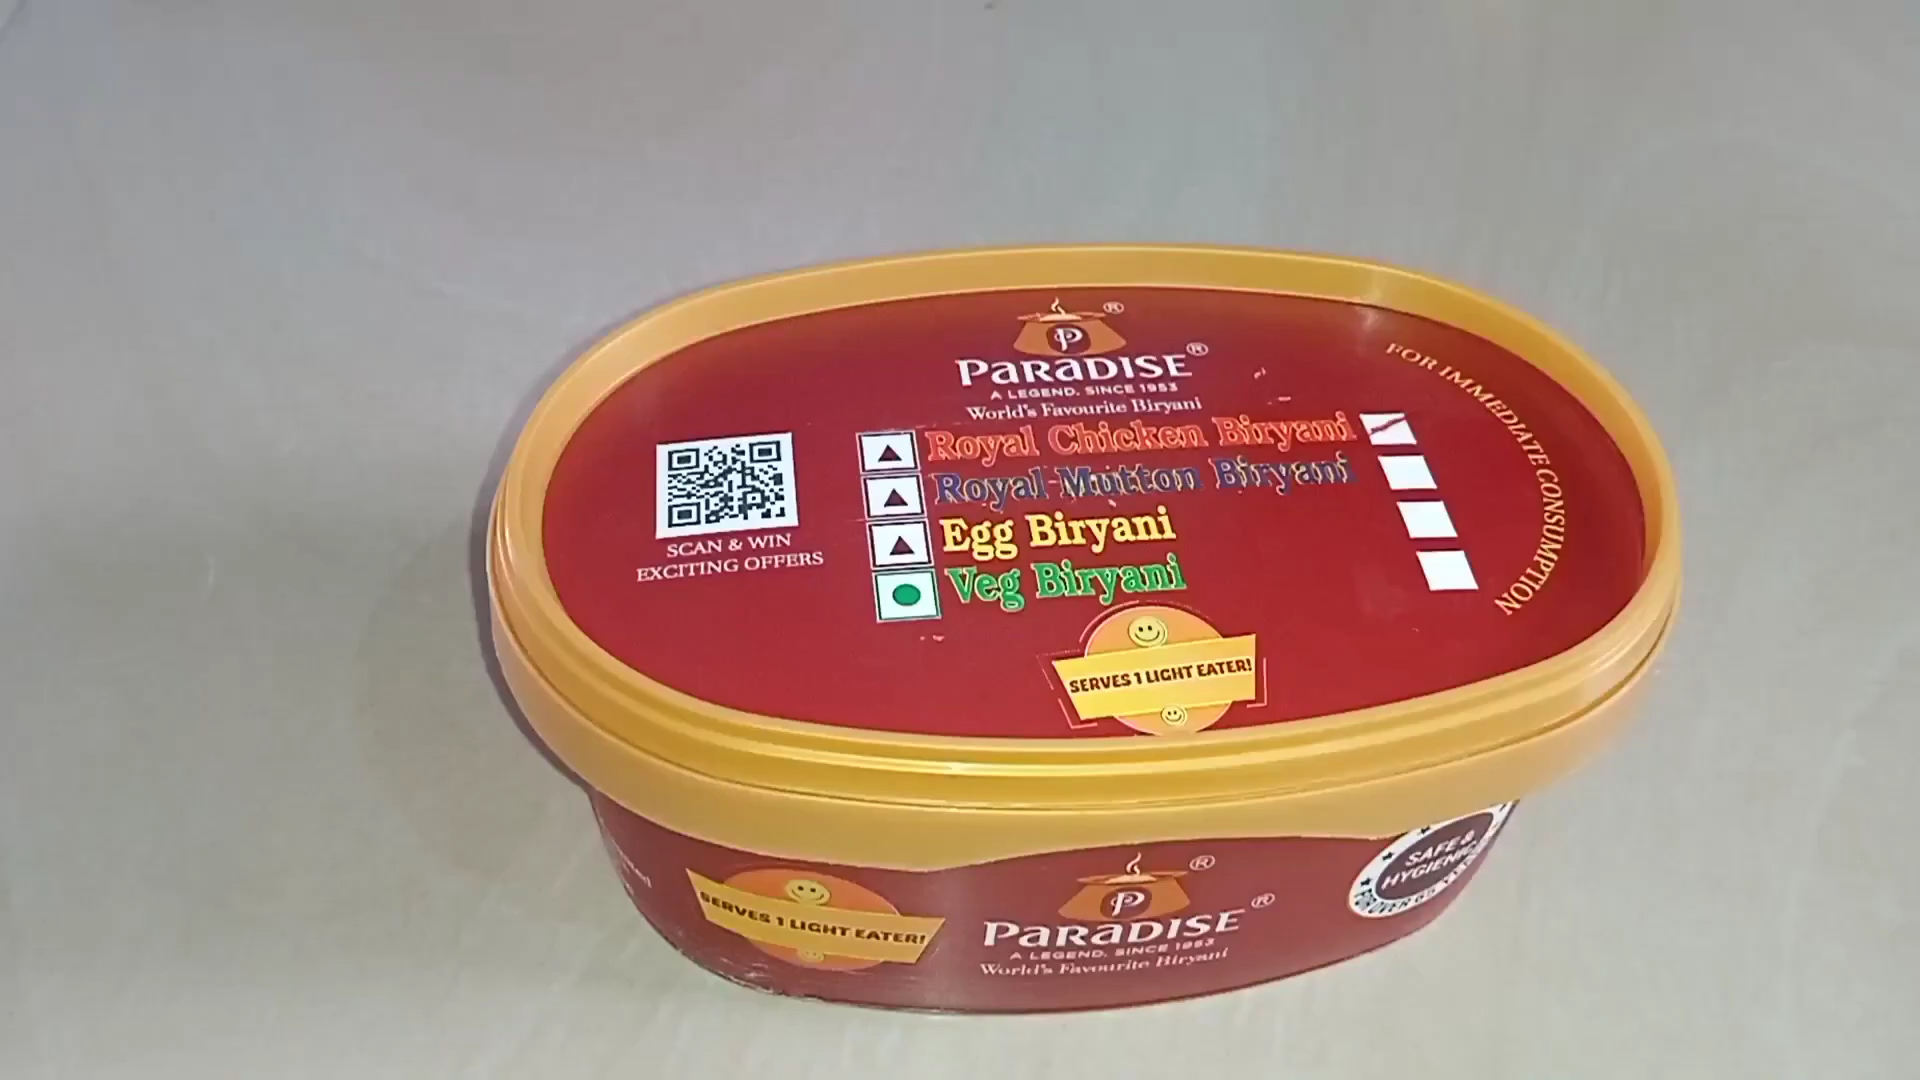 P ®
PARADISE ®
A LEGEND. SINCE 1953
World's Favourite Biryani
Royal Chicken Biryani
Royal Mutton Biryani
Egg Biryani
Veg Biryani
SCAN & WIN
EXCITING OFFERS
FOR IMMEDIATE CONSUMPTION
SERVES 1 LIGHT EATER!
SERVES 1 LIGHT EATER!
P ®
PARADISE ®
A LEGEND. SINCE 1953
World's Favourite Biryani
SAFE &
HYGIENIC
FOR OVER